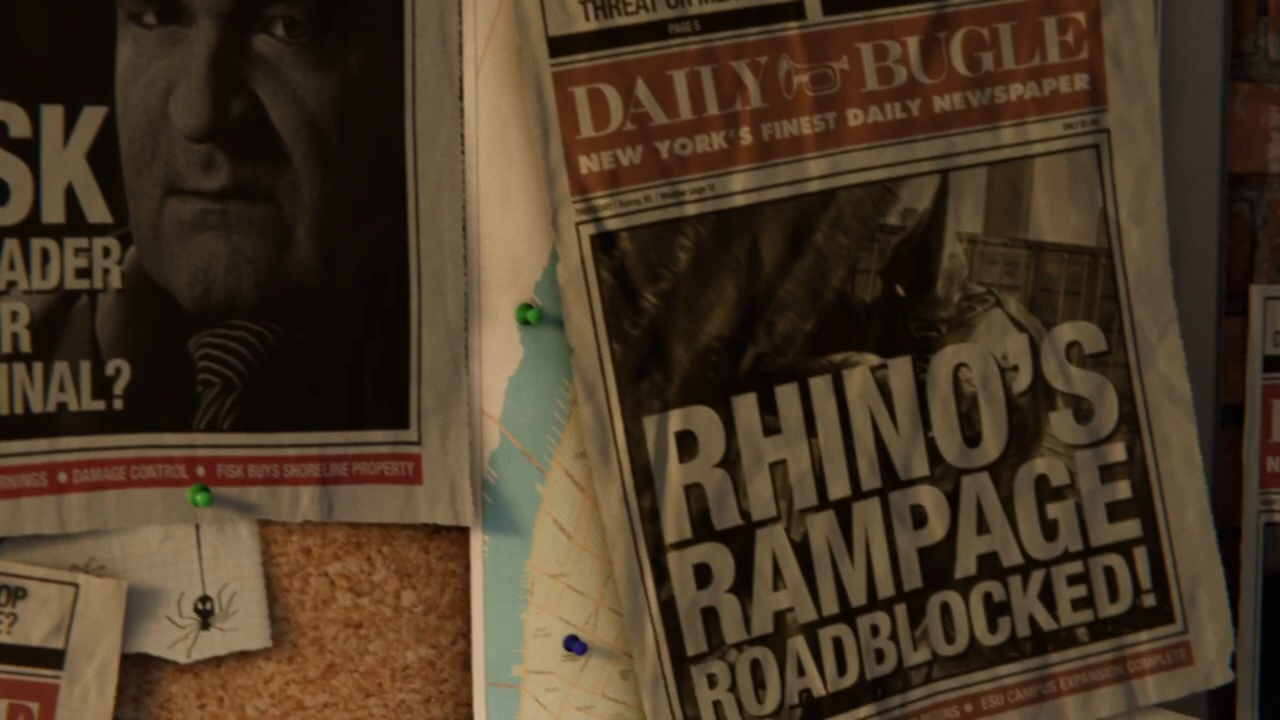 SK
ADER
R
INAL?
RNINGS • DAMAGE CONTROL • FISK BUYS SHORELINE PROPERTY
OP
E?
E
THREAT OR
PAGE 5
DAILY BUGLE
NEW YORK'S FINEST DAILY NEWSPAPER
RHINO'S
RAMPAGE
ROADBLOCKED!
• ESU CAMPUS EXPANSION COMPLETE